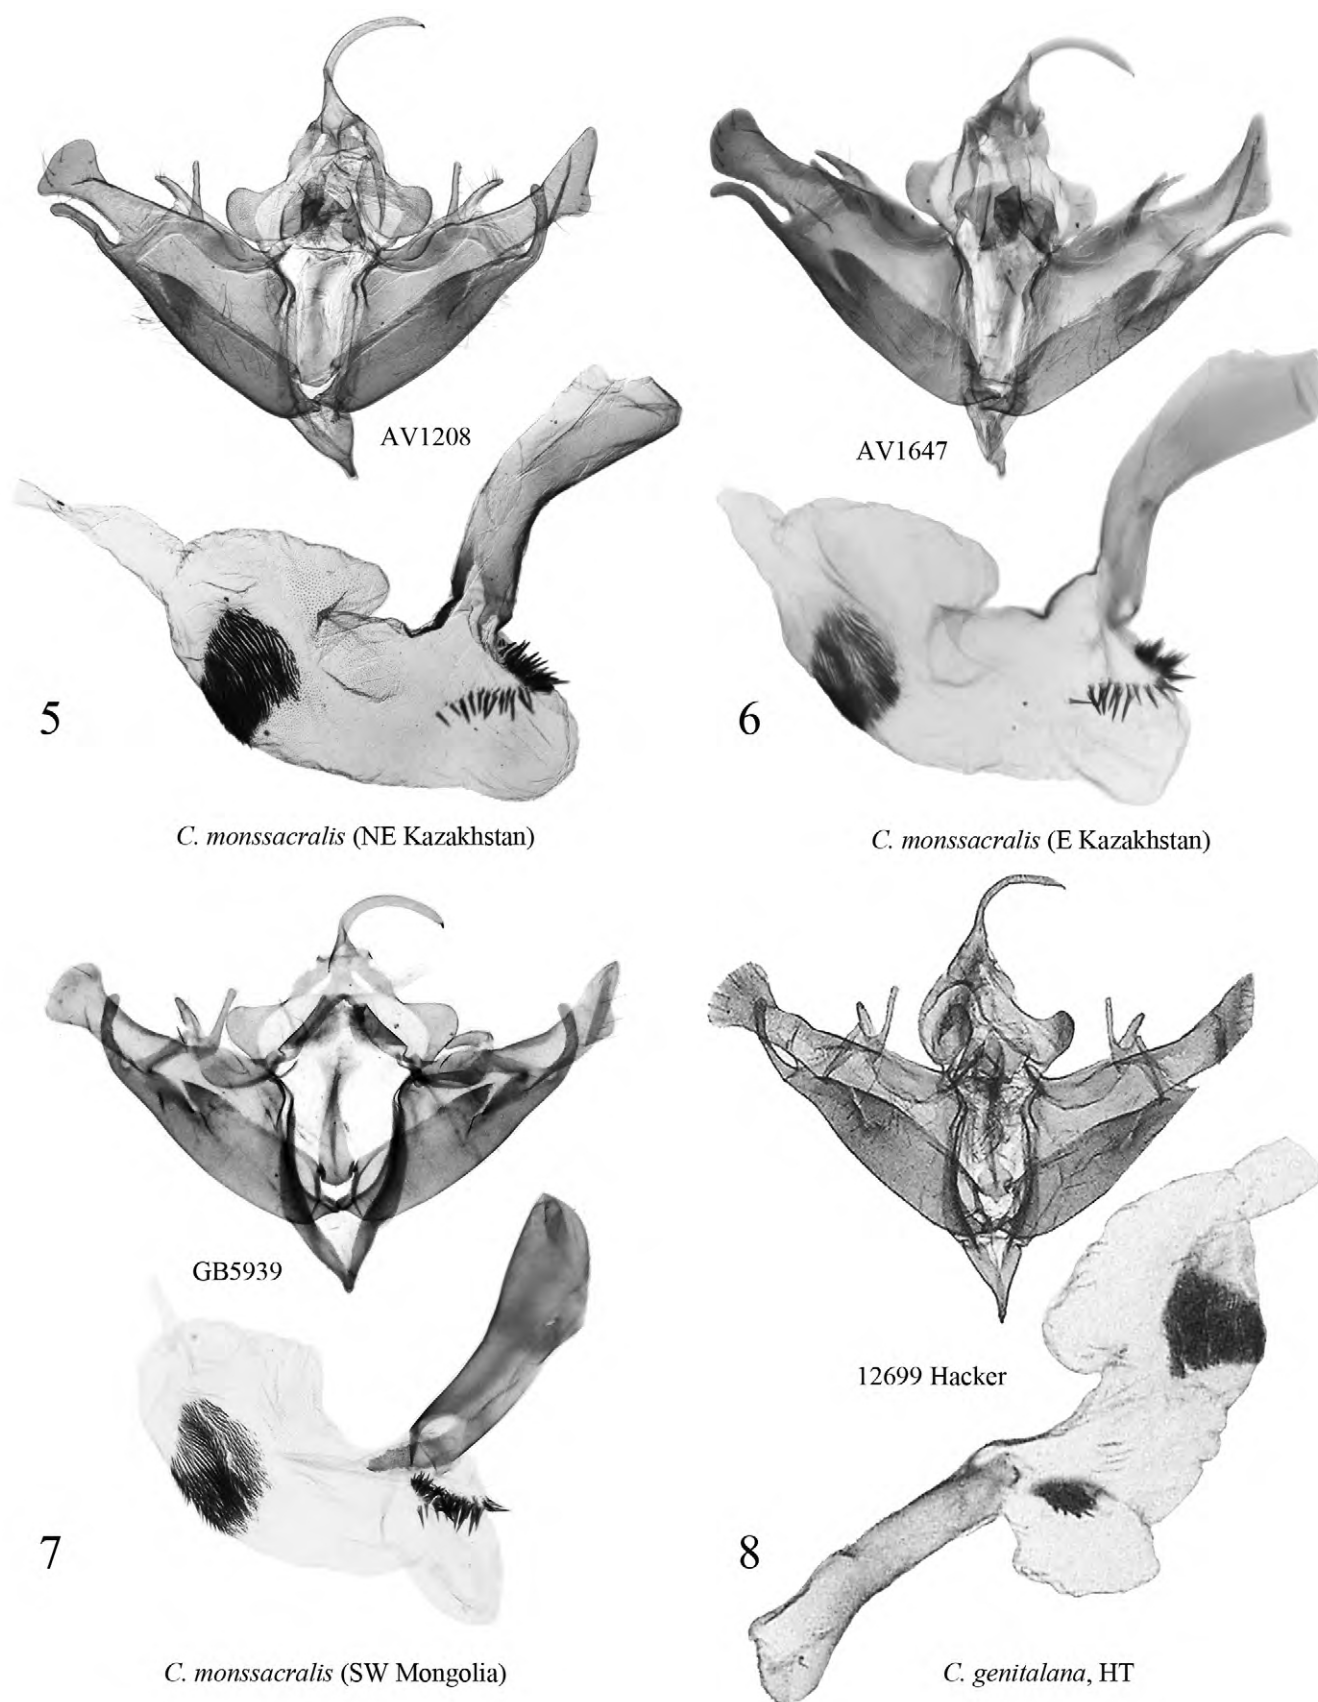 AV1208
5
C. monssacralis (NE Kazakhstan)
AV1647
6
C. monssacralis (E Kazakhstan)
GB5939
7
C. monssacralis (SW Mongolia)
12699 Hacker
8
C. genitalana, HT